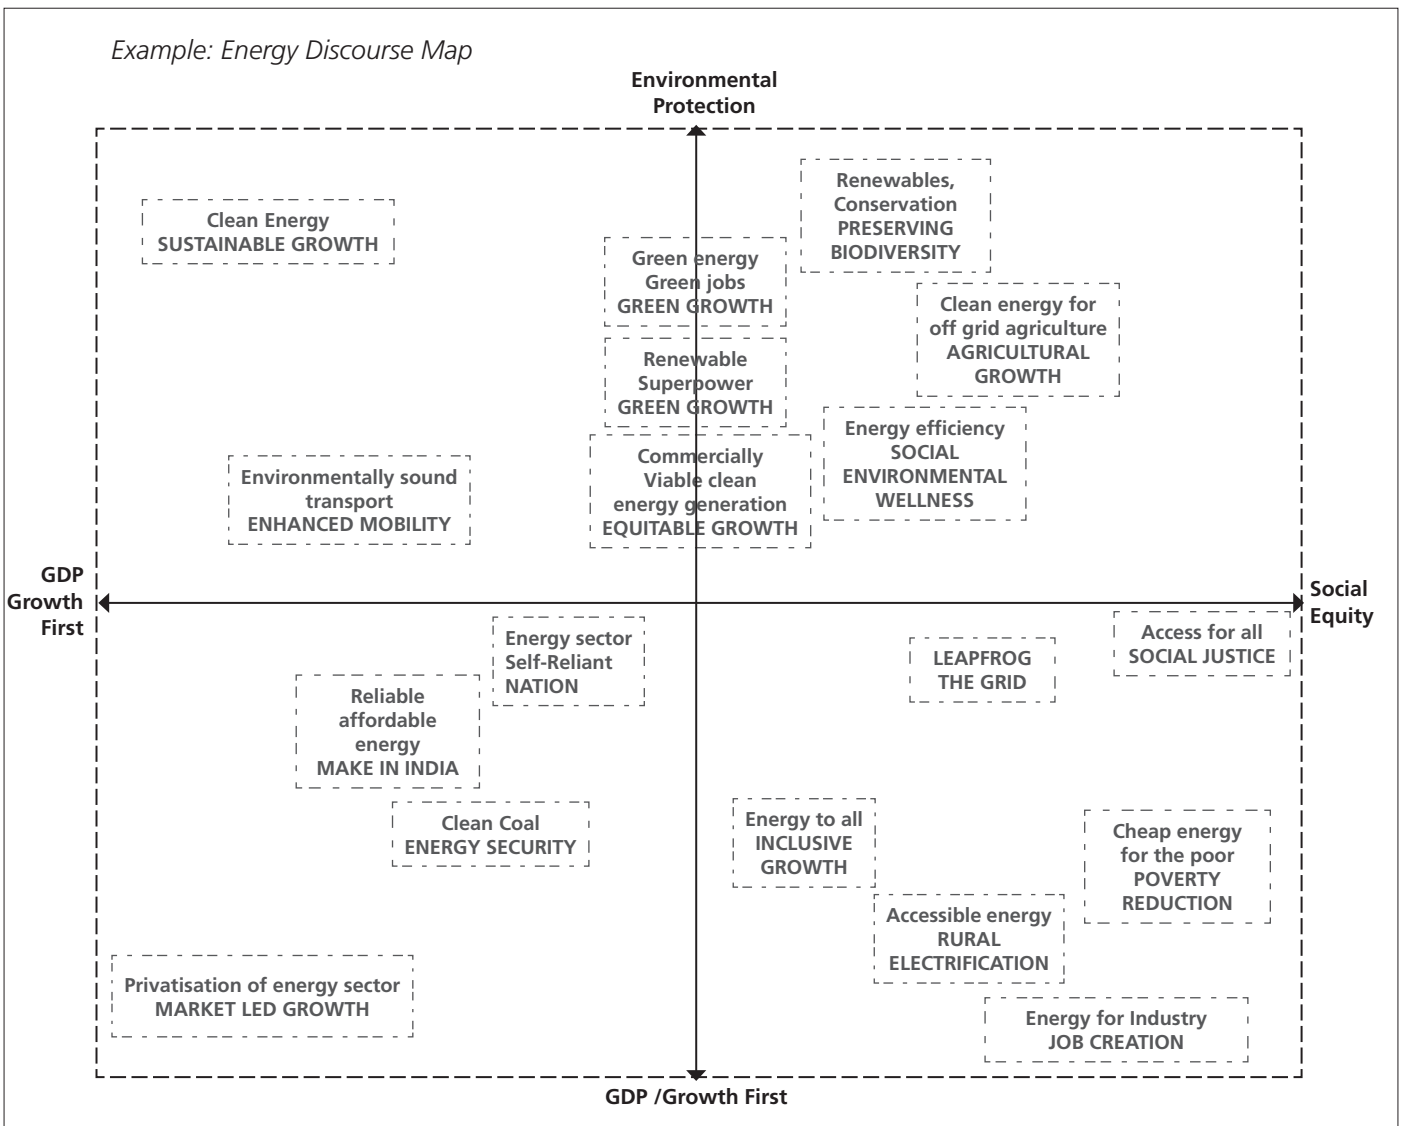 Example: Energy Discourse Map
Environmental
Protection
Clean Energy
SUSTAINABLE GROWTH
Renewables,
Conservation
PRESERVING
BIODIVERSITY
Green energy
Green jobs
GREEN GROWTH
Clean energy for
off grid agriculture
AGRICULTURAL
GROWTH
Renewable
Superpower
GREEN GROWTH
Energy efficiency
SOCIAL
ENVIRONMENTAL
WELLNESS
Commercially
Viable clean
energy generation
EQUITABLE GROWTH
Environmentally sound
transport
ENHANCED MOBILITY
GDP
Growth
First
Social
Equity
Energy sector
Self-Reliant
NATION
LEAPFROG
THE GRID
Access for all
SOCIAL JUSTICE
Reliable
affordable
energy
MAKE IN INDIA
Clean Coal
ENERGY SECURITY
Energy to all
INCLUSIVE
GROWTH
Cheap energy
for the poor
POVERTY
REDUCTION
Accessible energy
RURAL
ELECTRIFICATION
Privatisation of energy sector
MARKET LED GROWTH
Energy for Industry
JOB CREATION
GDP /Growth First